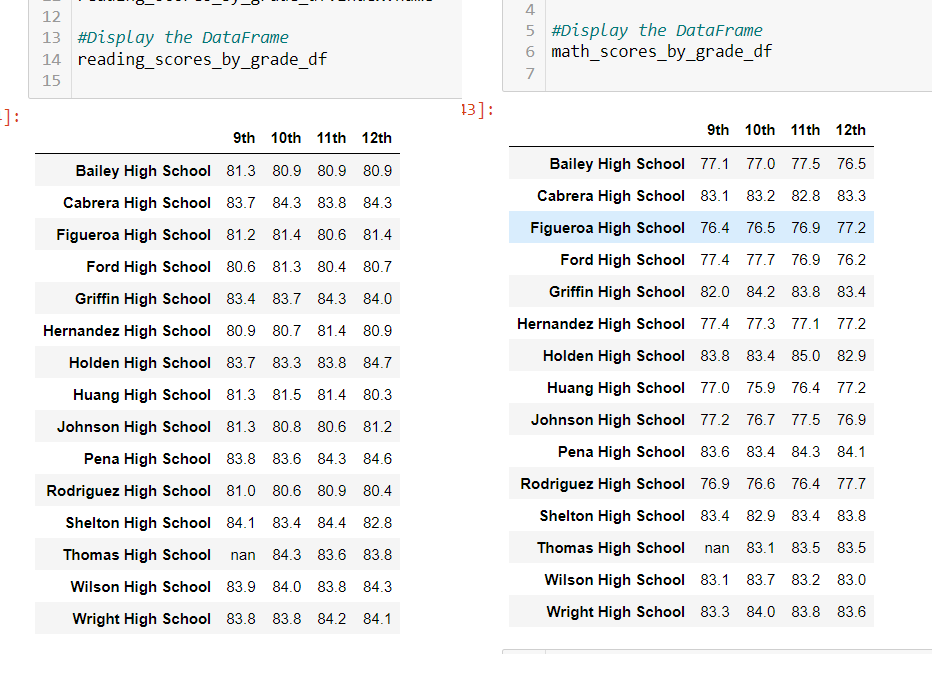 12
13 #Display the DataFrame
14 reading_scores_by_grade_df
15
]:
9th 10th 11th 12th
Bailey High School 81.3 80.9 80.9 80.9
Cabrera High School 83.7 84.3 83.8 84.3
Figueroa High School 81.2 81.4 80.6 81.4
Ford High School 80.6 81.3 80.4 80.7
Griffin High School 83.4 83.7 84.3 84.0
Hernandez High School 80.9 80.7 81.4 80.9
Holden High School 83.7 83.3 83.8 84.7
Huang High School 81.3 81.5 81.4 80.3
Johnson High School 81.3 80.8 80.6 81.2
Pena High School 83.8 83.6 84.3 84.6
Rodriguez High School 81.0 80.6 80.9 80.4
Shelton High School 84.1 83.4 84.4 82.8
Thomas High School nan 84.3 83.6 83.8
Wilson High School 83.9 84.0 83.8 84.3
Wright High School 83.8 83.8 84.2 84.1
4
5 #Display the DataFrame
6 math_scores_by_grade_df
7
3]:
9th 10th 11th 12th
Bailey High School 77.1 77.0 77.5 76.5
Cabrera High School 83.1 83.2 82.8 83.3
Figueroa High School 76.4 76.5 76.9 77.2
Ford High School 77.4 77.7 76.9 76.2
Griffin High School 82.0 84.2 83.8 83.4
Hernandez High School 77.4 77.3 77.1 77.2
Holden High School 83.8 83.4 85.0 82.9
Huang High School 77.0 75.9 76.4 77.2
Johnson High School 77.2 76.7 77.5 76.9
Pena High School 83.6 83.4 84.3 84.1
Rodriguez High School 76.9 76.6 76.4 77.7
Shelton High School 83.4 82.9 83.4 83.8
Thomas High School nan 83.1 83.5 83.5
Wilson High School 83.1 83.7 83.2 83.0
Wright High School 83.3 84.0 83.8 83.6